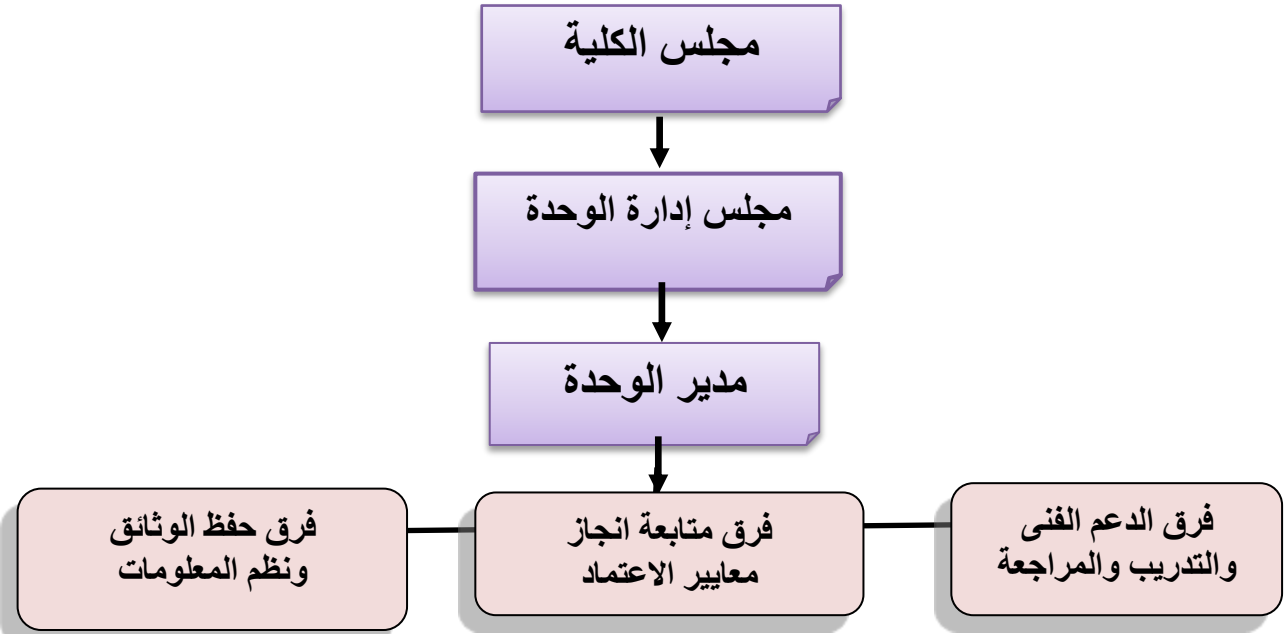 مجلس الكلية
مجلس إدارة الوحدة
مدير الوحدة
فرق الدعم الفنى
والتدريب والمراجعة
فرق متابعة انجاز
معايير الاعتماد
فرق حفظ الوثائق
ونظم المعلومات